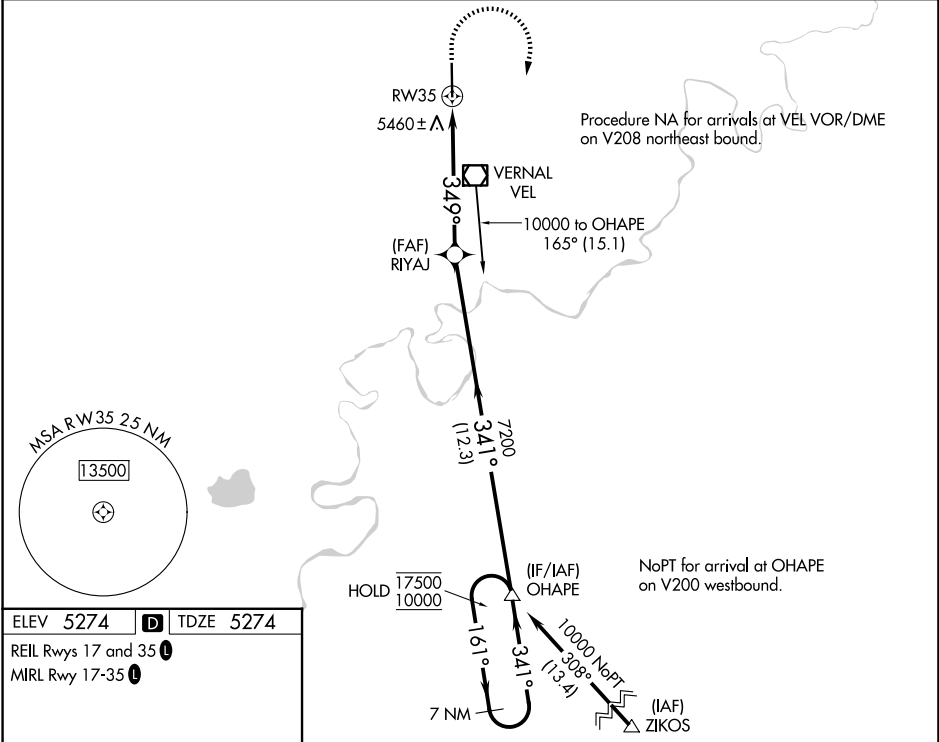 RW35
5460±
Procedure NA for arrivals at VEL VOR/DME
on V208 northeast bound.
VERNAL
VEL
349°
10000 to OHAPE
165° (15.1)
(FAF)
RIYAJ
MSA RW35 25 NM
13500
7200
341°
(12.3)
HOLD 17500
10000
(IF/IAF)
OHAPE
NoPT for arrival at OHAPE
on V200 westbound.
161°
341°
7 NM
10000 NoPT
308°
(13.4)
(IAF)
ZIKOS
ELEV 5274 D TDZE 5274
REIL Rwys 17 and 35 L
MIRL Rwy 17-35 L